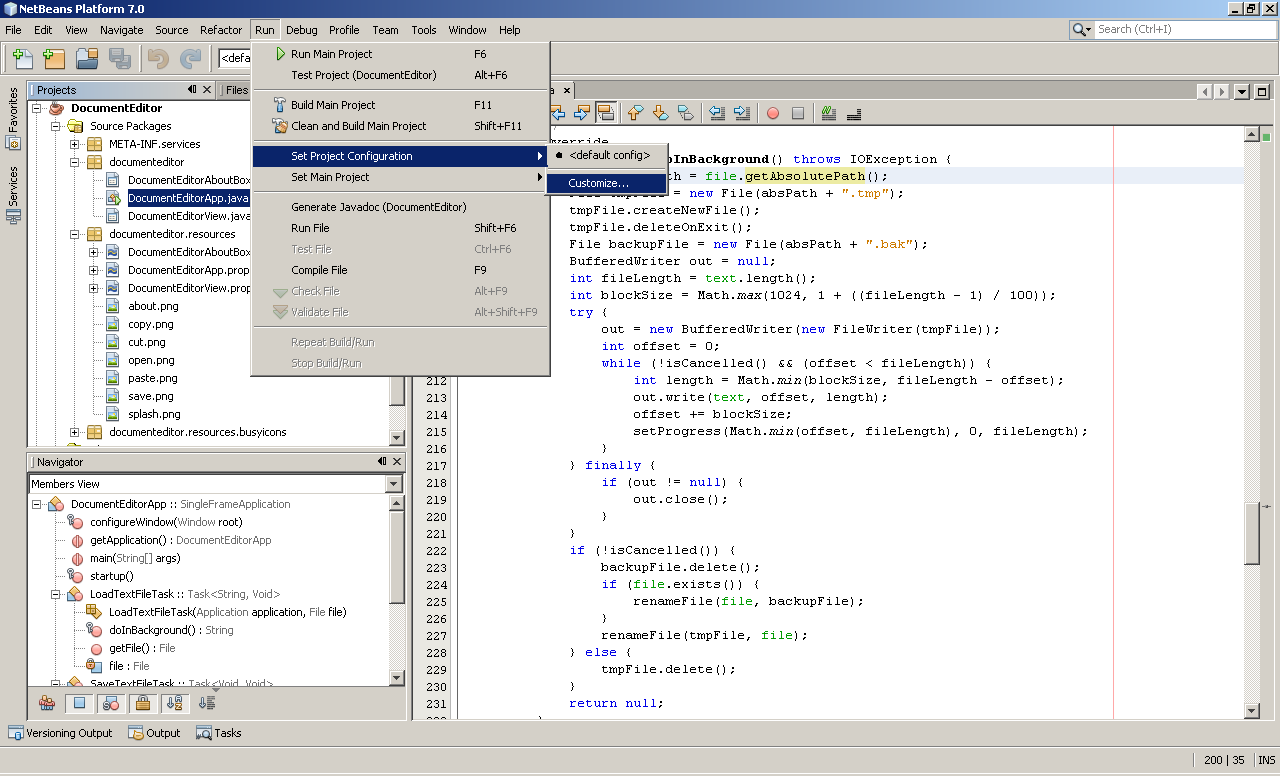 NetBeans Platform 7.0
File Edit View Navigate Source Refactor Run Debug Profile Team Tools Window Help
Search (Ctrl+I)
<defa
Run Main Project F6
Test Project (DocumentEditor) Alt+F6
Build Main Project F11
Clean and Build Main Project Shift+F11
Set Project Configuration
Set Main Project
Generate Javadoc (DocumentEditor)
Run File Shift+F6
Test File Ctrl+F6
Compile File F9
Check File Alt+F9
Validate File Alt+Shift+F9
Repeat Build/Run
Stop Build/Run
<default config>
Customize...
Favorites
Services
Projects
Files
DocumentEditor
Source Packages
META-INF.services
documenteditor
DocumentEditorAboutBox
DocumentEditorApp.java
DocumentEditorView.java
documenteditor.resources
DocumentEditorAboutBox
DocumentEditorApp.prop
DocumentEditorView.prop
about.png
copy.png
cut.png
open.png
paste.png
save.png
splash.png
documenteditor.resources.busyicons
Navigator
Members View
DocumentEditorApp :: SingleFrameApplication
configureWindow(Window root)
getApplication() : DocumentEditorApp
main(String[] args)
startup()
LoadTextFileTask :: Task<String, Void>
LoadTextFileTask(Application application, File file)
doInBackground() : String
getFile() : File
file : File
SaveTextFileTask :: Task<Void, Void>
verride
oInBackground() throws IOException {
th = file.getAbsolutePath();
= new File(absPath + ".tmp");
tmpFile.createNewFile();
tmpFile.deleteOnExit();
File backupFile = new File(absPath + ".bak");
BufferedWriter out = null;
int fileLength = text.length();
int blockSize = Math.max(1024, 1 + ((fileLength - 1) / 100));
try {
out = new BufferedWriter(new FileWriter(tmpFile));
int offset = 0;
while (!isCancelled() && (offset < fileLength)) {
212 int length = Math.min(blockSize, fileLength - offset);
213 out.write(text, offset, length);
214 offset += blockSize;
215 setProgress(Math.min(offset, fileLength), 0, fileLength);
216 }
217 } finally {
218 if (out != null) {
219 out.close();
220 }
221 }
222 if (!isCancelled()) {
223 backupFile.delete();
224 if (file.exists()) {
225 renameFile(file, backupFile);
226 }
227 renameFile(tmpFile, file);
228 } else {
229 tmpFile.delete();
230 }
231 return null;
Versioning Output Output Tasks
200 | 35 INS